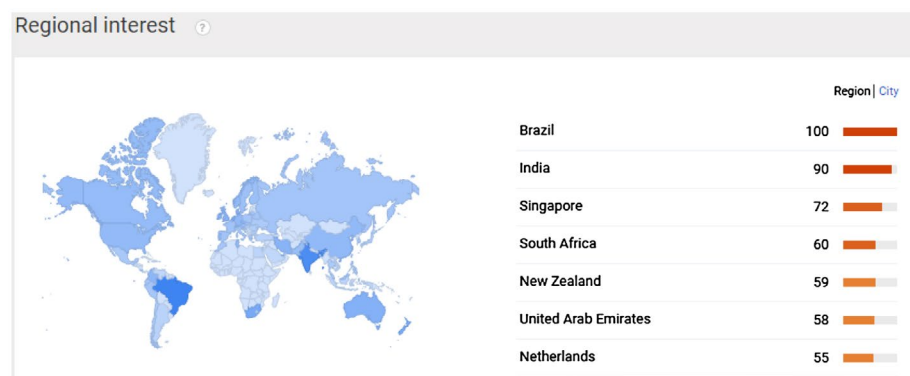 Regional interest ?
Region | City
Brazil 100
India 90
Singapore 72
South Africa 60
New Zealand 59
United Arab Emirates 58
Netherlands 55